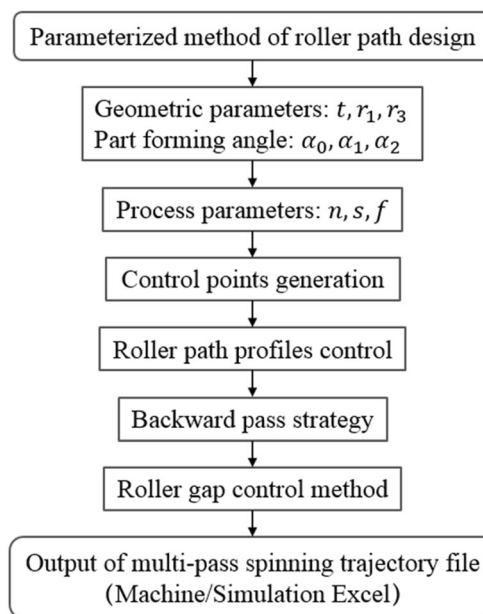 Parameterized method of roller path design
Geometric parameters: t, r₁, r₃
Part forming angle: α₀, α₁, α₂
Process parameters: n, s, f
Control points generation
Roller path profiles control
Backward pass strategy
Roller gap control method
Output of multi-pass spinning trajectory file
(Machine/Simulation Excel)